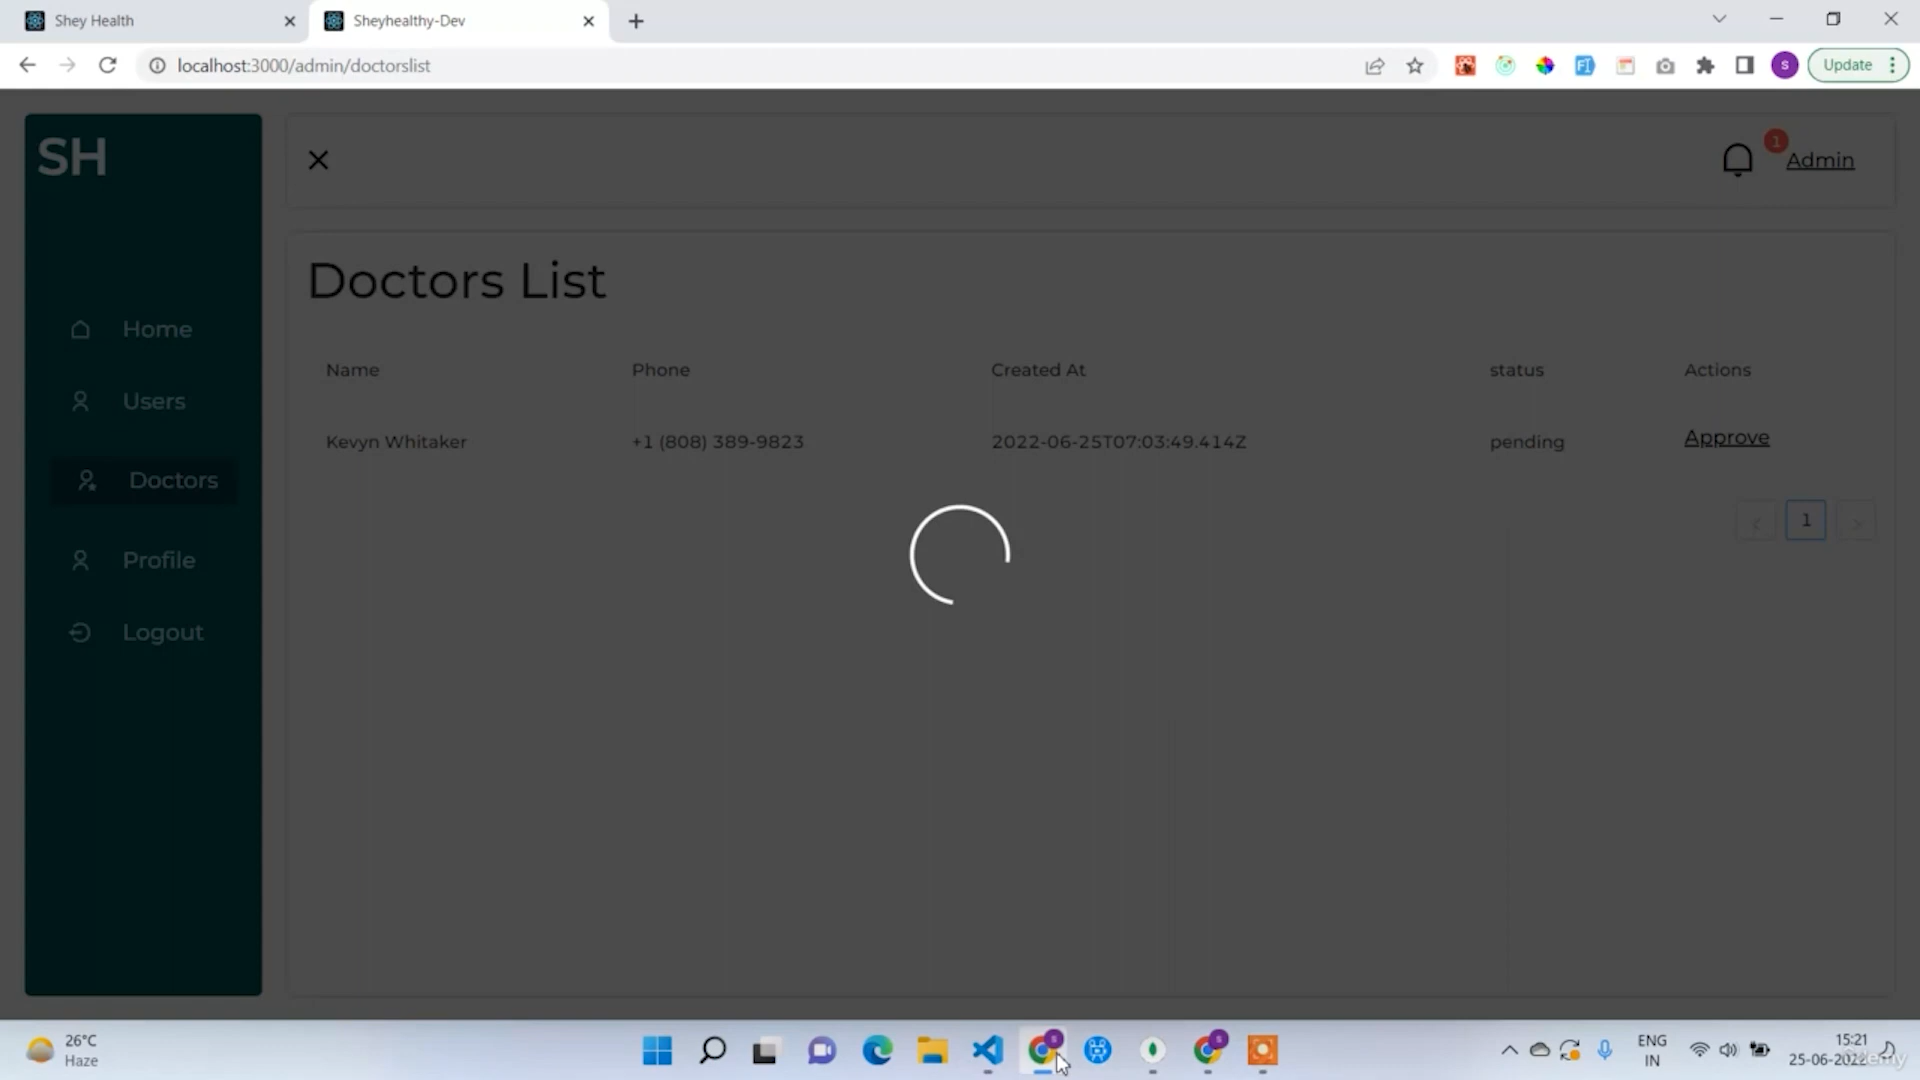 Shey Health
Sheyhealthy-Dev
localhost:3000/admin/doctorslist
S
Update
SH
1
Admin
Doctors List
Home
Name Phone Created At status Actions
Users
Kevyn Whitaker +1 (808) 389-9823 2022-06-25T07:03:49.414Z pending Approve
Doctors
1
Profile
Logout
26°C
Haze
ENG
IN
15:21
25-06-2022